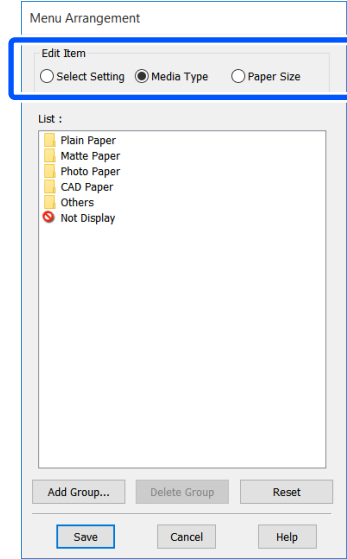 Menu Arrangement
Edit Item
Select Setting Media Type Paper Size
List :
Plain Paper
Matte Paper
Photo Paper
CAD Paper
Others
Not Display
Add Group... Delete Group Reset
Save Cancel Help